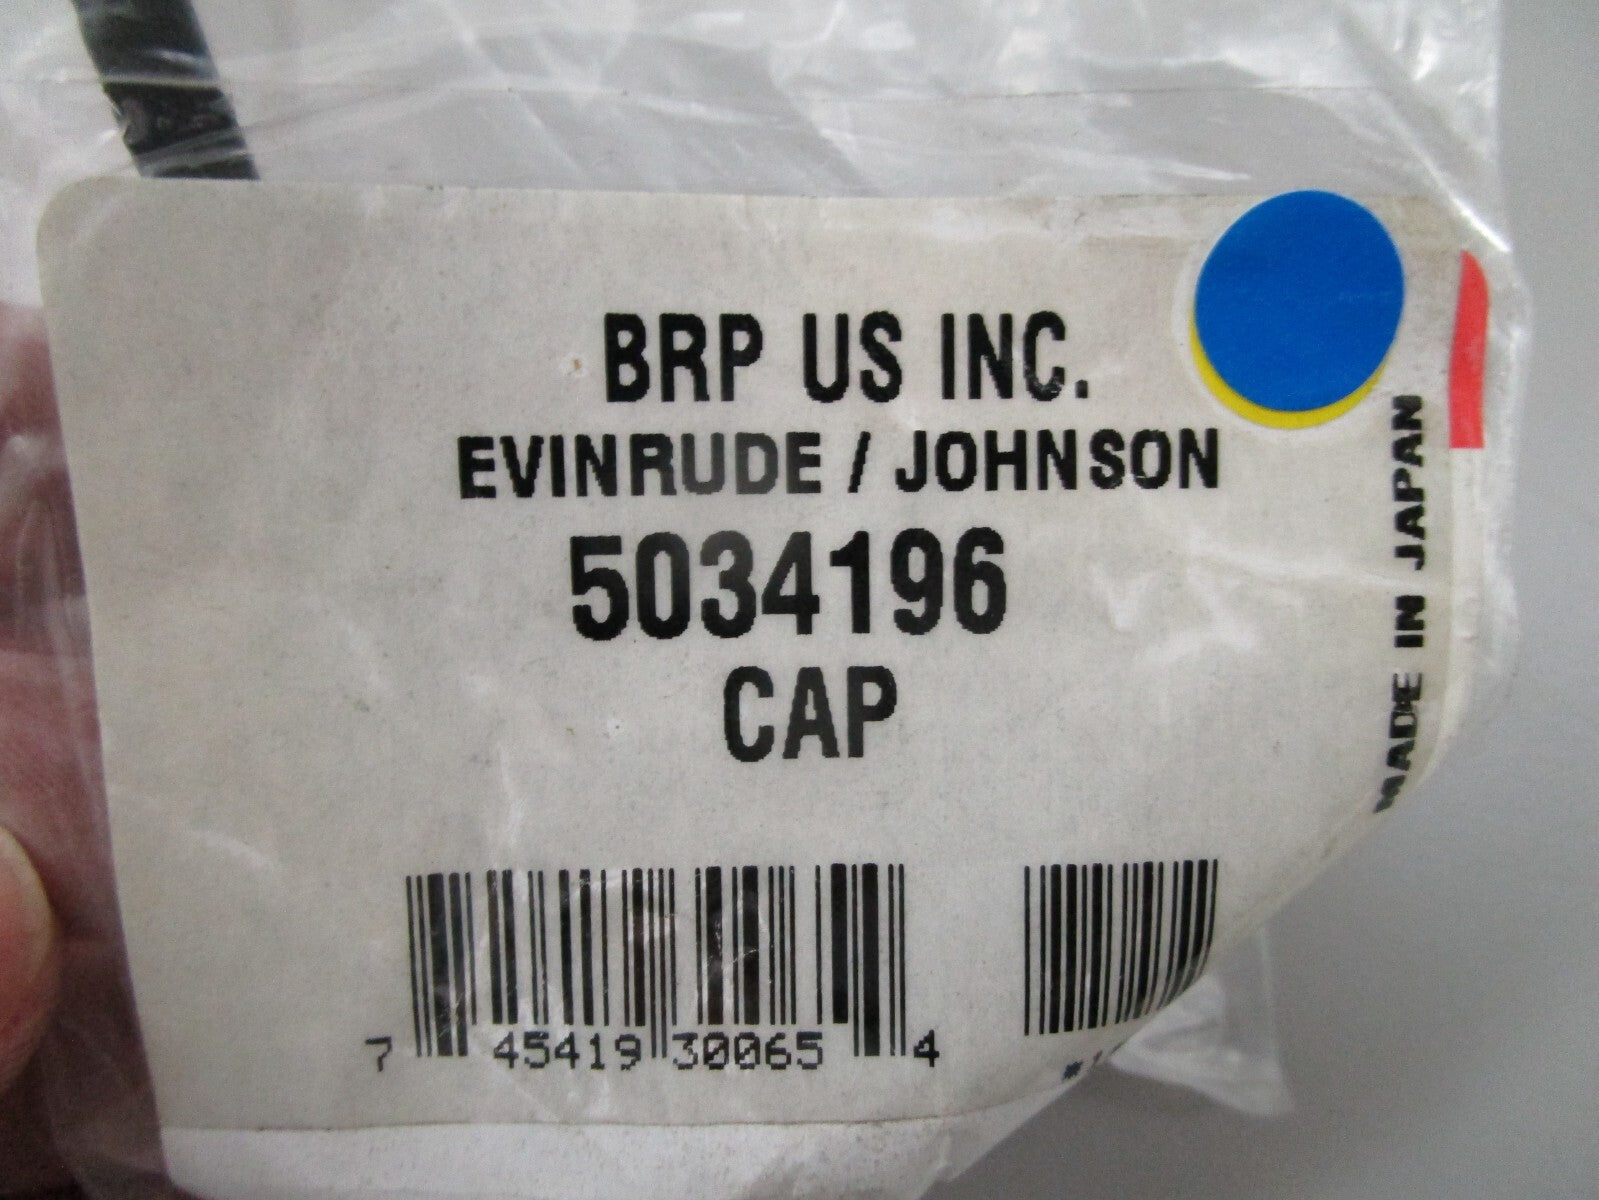 BRP US INC.
EVINRUDE / JOHNSON
5034196
CAP
MADE IN JAPAN
7 45419 30065 4